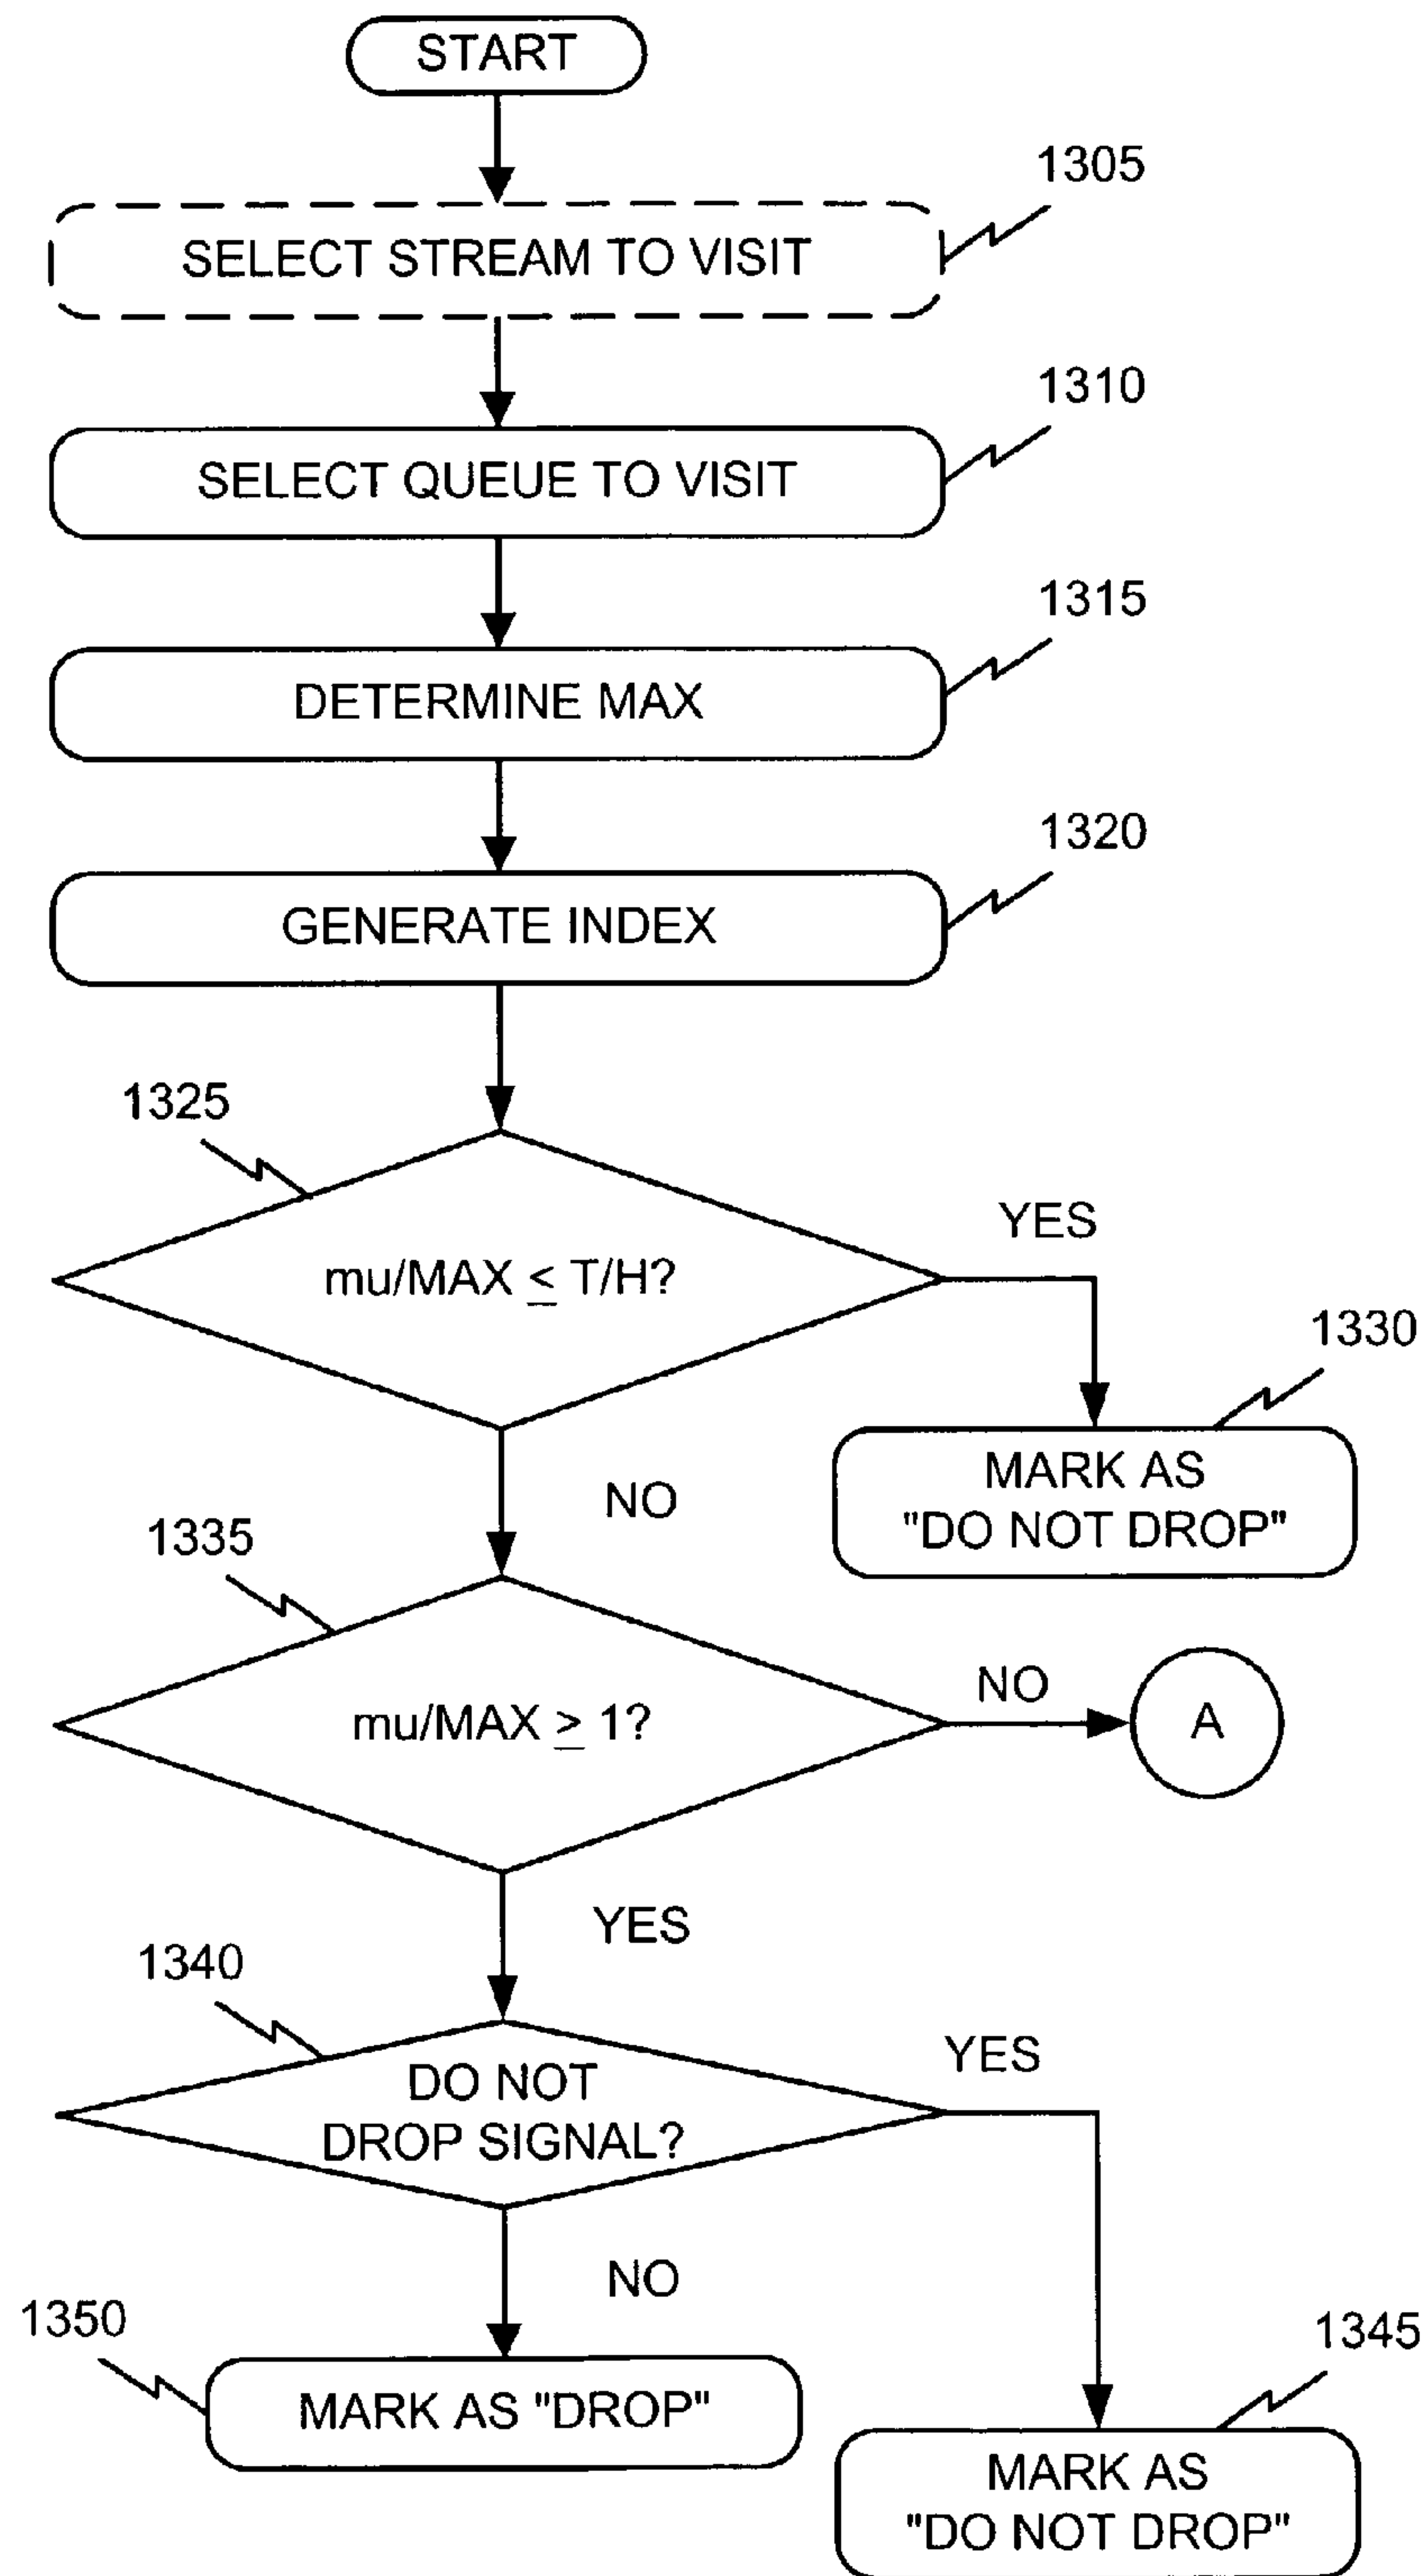 START
1305
SELECT STREAM TO VISIT
1310
SELECT QUEUE TO VISIT
1315
DETERMINE MAX
1320
GENERATE INDEX
1325
YES
mu/MAX ≤ T/H?
1330
MARK AS
"DO NOT DROP"
NO
1335
NO
mu/MAX ≥ 1?
A
YES
1340
YES
DO NOT
DROP SIGNAL?
NO
1350
1345
MARK AS "DROP"
MARK AS
"DO NOT DROP"